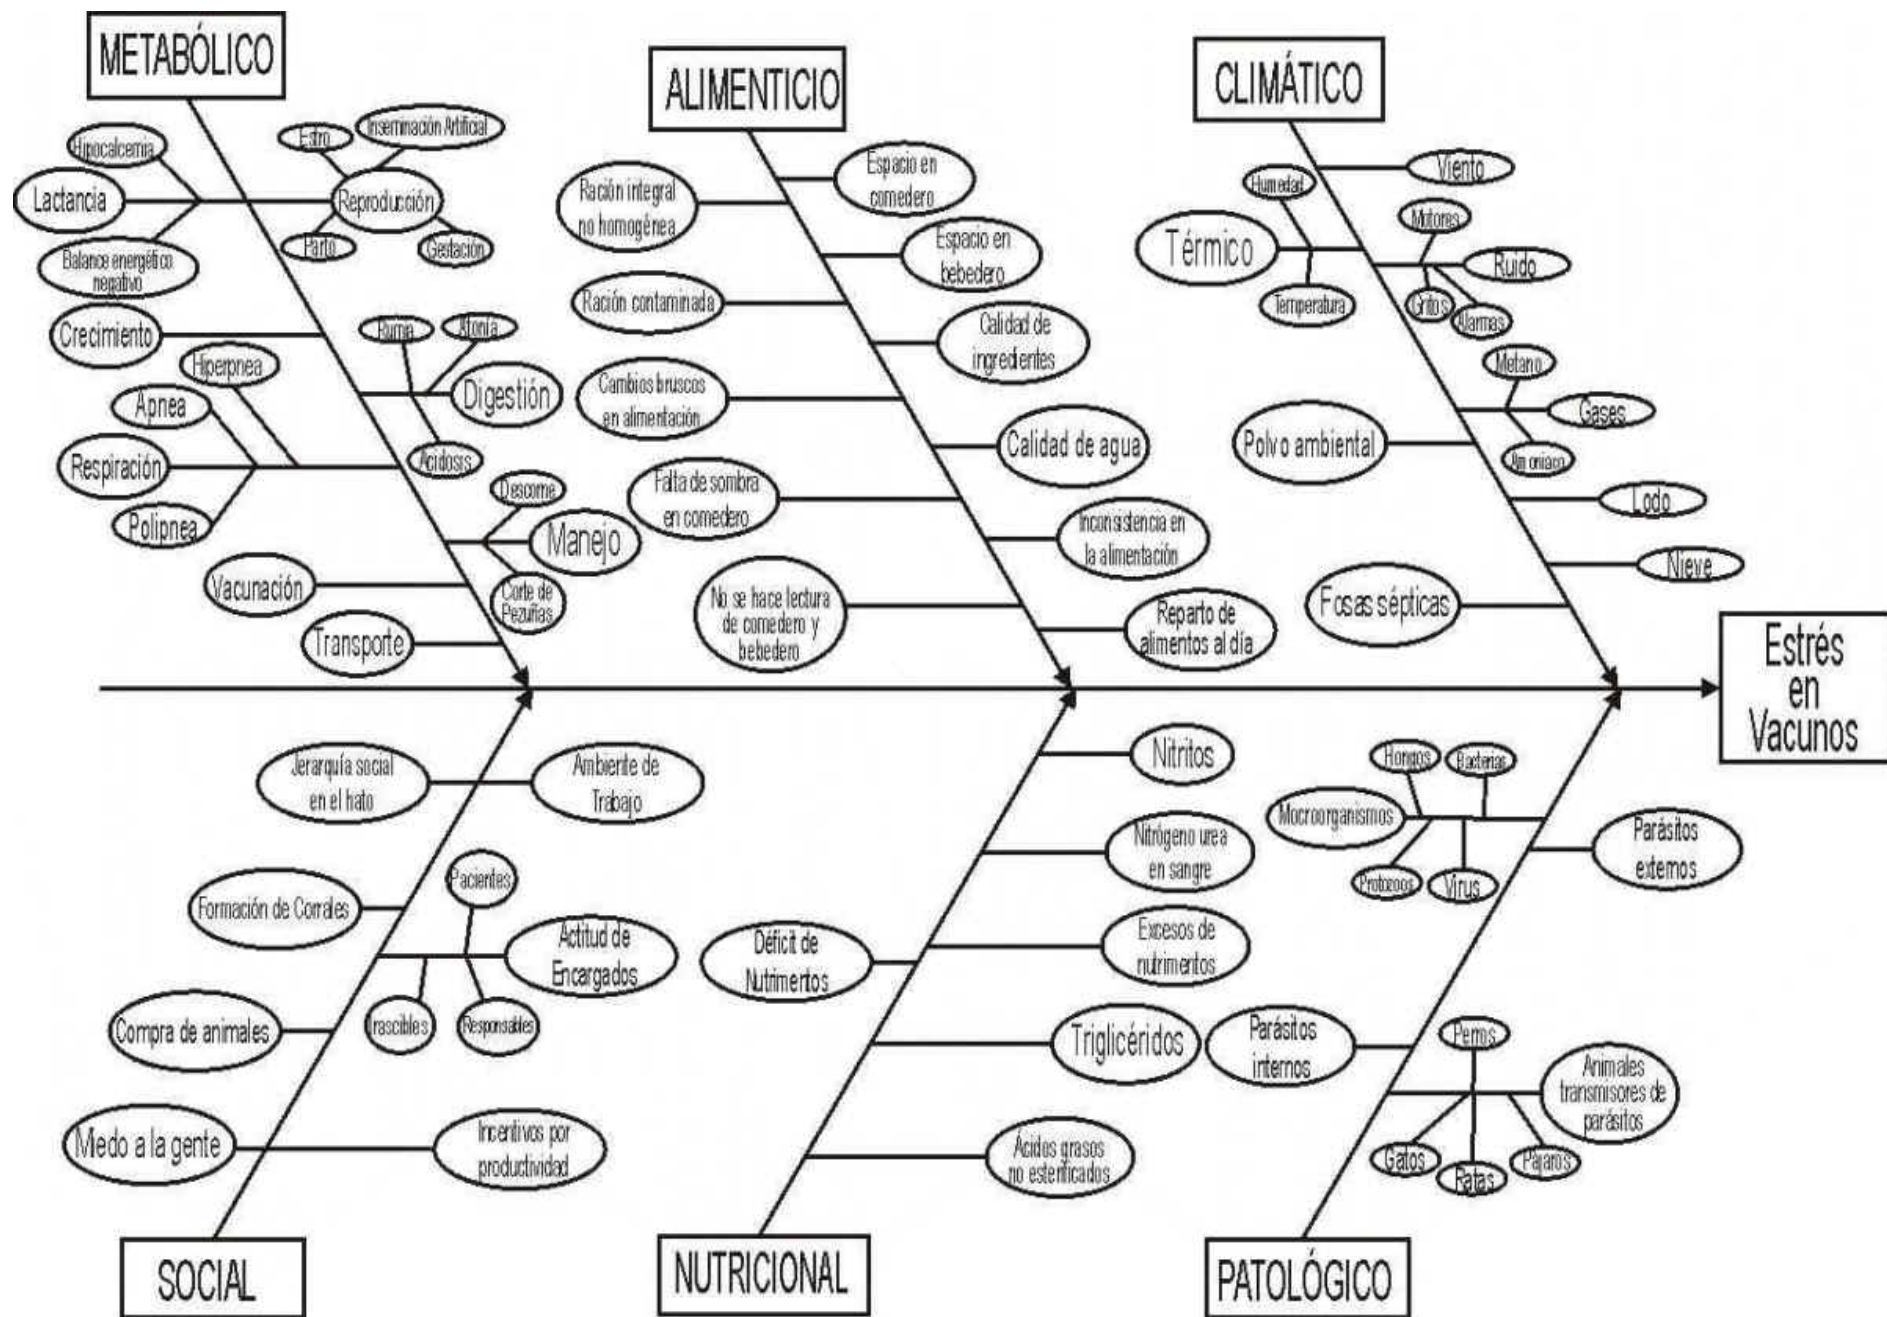 METABÓLICO
ALIMENTICIO
CLIMÁTICO
Hipocalcemia
Estro
Inseminación Artificial
Lactancia
Reproducción
Parto
Gestación
Balance energético
negativo
Crecimiento
Rumia
Atonía
Hiperpnea
Digestión
Apnea
Acidosis
Respiración
Polipnea
Descorne
Manejo
Corte de
Pezuñas
Vacunación
Transporte
Ración integral
no homogénea
Espacio en
comedero
Espacio en
bebedero
Ración contaminada
Calidad de
ingredientes
Cambios bruscos
en alimentación
Calidad de agua
Falta de sombra
en comedero
Inconsistencia en
la alimentación
No se hace lectura
de comedero y
bebedero
Reparto de
alimentos al día
Viento
Humedad
Motores
Térmico
Ruido
Temperatura
Gritos
Alarmas
Metano
Gases
Polvo ambiental
Amoniaco
Lodo
Nieve
Fosas sépticas
Estrés
en
Vacunos
Jerarquía social
en el hato
Ambiente de
Trabajo
Pacientes
Formación de Corrales
Actitud de
Encargados
Irascibles
Responsables
Compra de animales
Miedo a la gente
Incentivos por
productividad
Nitritos
Nitrógeno urea
en sangre
Déficit de
Nutrimentos
Excesos de
nutrimentos
Triglicéridos
Ácidos grasos
no esterificados
Hongos
Bacterias
Mocroorganismos
Protozoos
Virus
Parásitos
externos
Parásitos
internos
Perros
Animales
transmisores de
parásitos
Gatos
Ratas
Pájaros
SOCIAL
NUTRICIONAL
PATOLÓGICO